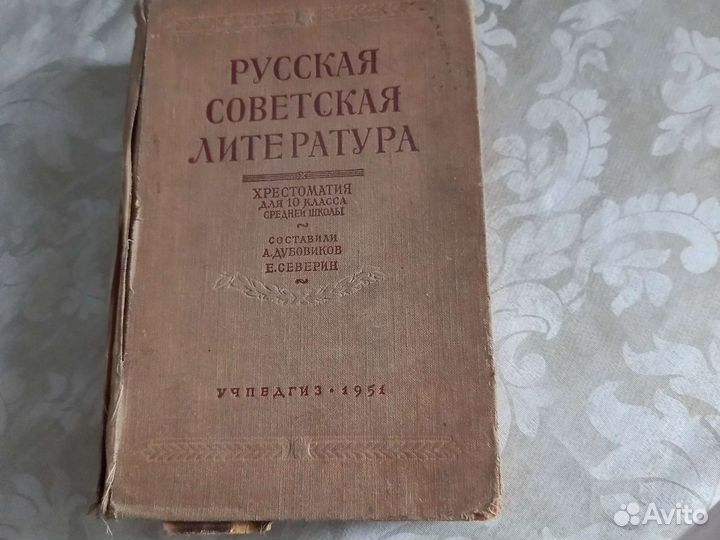 РУССКАЯ
СОВЕТСКАЯ
ЛИТЕРАТУРА
ХРЕСТОМАТИЯ
ДЛЯ 10 КЛАССА
СРЕДНЕЙ ШКОЛЫ
СОСТАВИЛИ
А.ДУБОВИКОВ
Е.СЕВЕРИН
УЧПЕДГИЗ • 1951
Avito